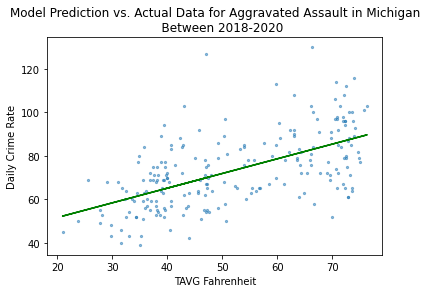 Model Prediction vs. Actual Data for Aggravated Assault in Michigan
Between 2018-2020
Daily Crime Rate
120
100
80
60
40
20
30
40
50
60
70
TAVG Fahrenheit